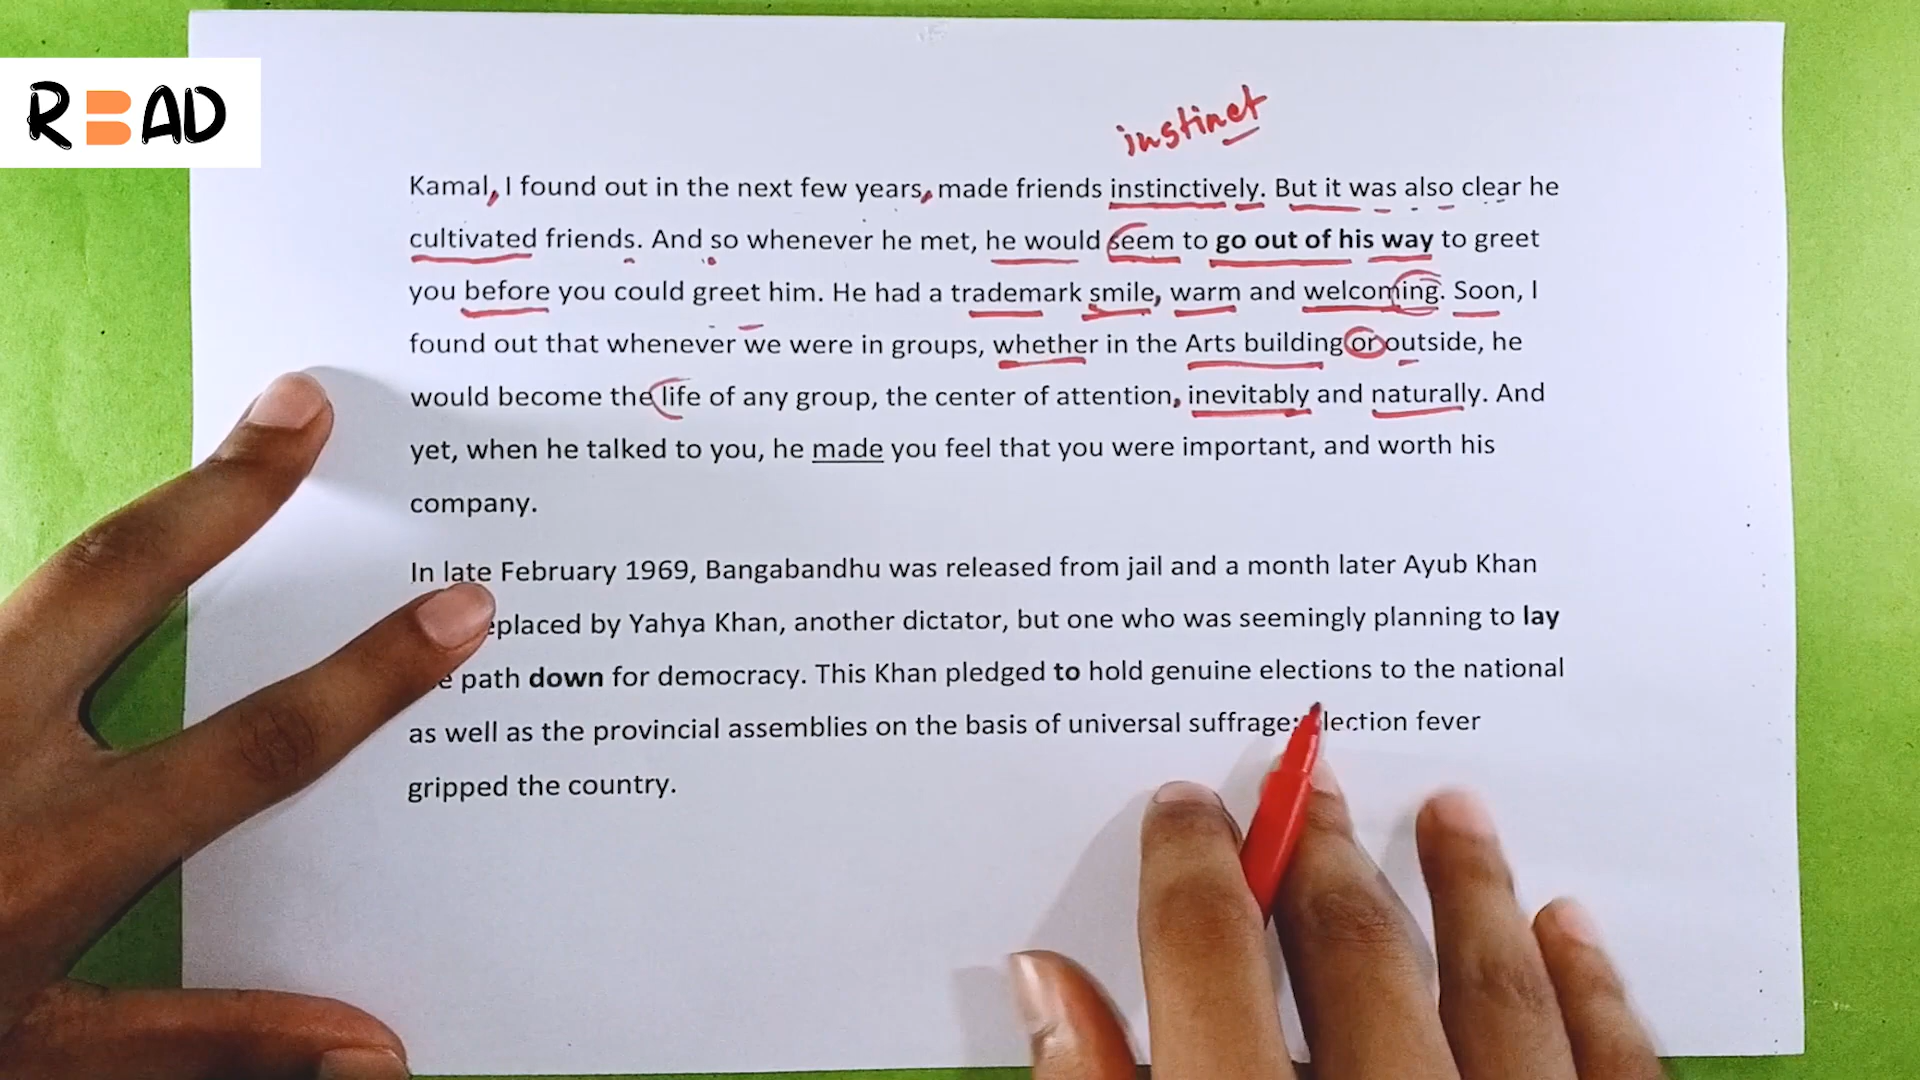 READ
instinct
Kamal, I found out in the next few years, made friends instinctively. But it was also clear he
cultivated friends. And so whenever he met, he would seem to go out of his way to greet
you before you could greet him. He had a trademark smile, warm and welcoming. Soon, I
found out that whenever we were in groups, whether in the Arts building or outside, he
would become the life of any group, the center of attention, inevitably and naturally. And
yet, when he talked to you, he made you feel that you were important, and worth his
company.
In late February 1969, Bangabandhu was released from jail and a month later Ayub Khan
eplaced by Yahya Khan, another dictator, but one who was seemingly planning to lay
e path down for democracy. This Khan pledged to hold genuine elections to the national
as well as the provincial assemblies on the basis of universal suffrage; lection fever
gripped the country.